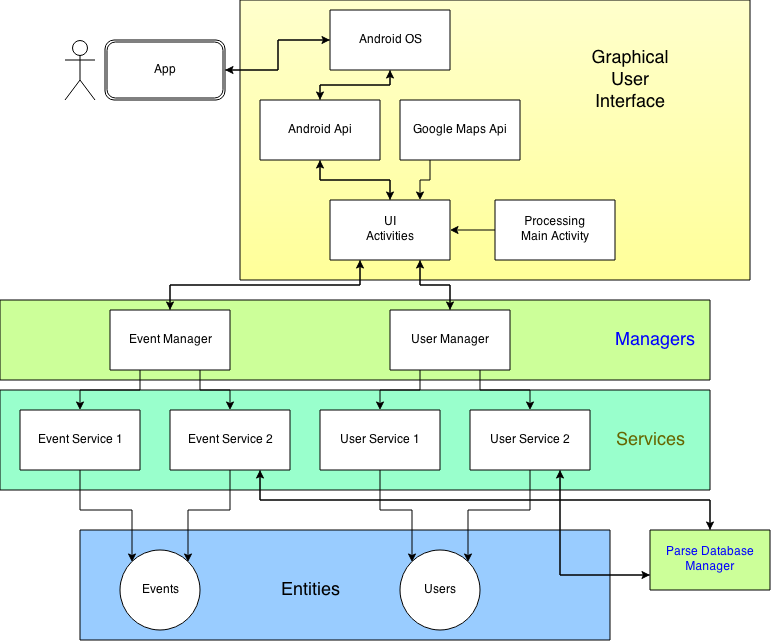 Android OS
App
Graphical
User
Interface
Android Api
Google Maps Api
UI
Activities
Processing
Main Activity
Event Manager
User Manager
Managers
Event Service 1
Event Service 2
User Service 1
User Service 2
Services
Parse Database
Manager
Events
Entities
Users